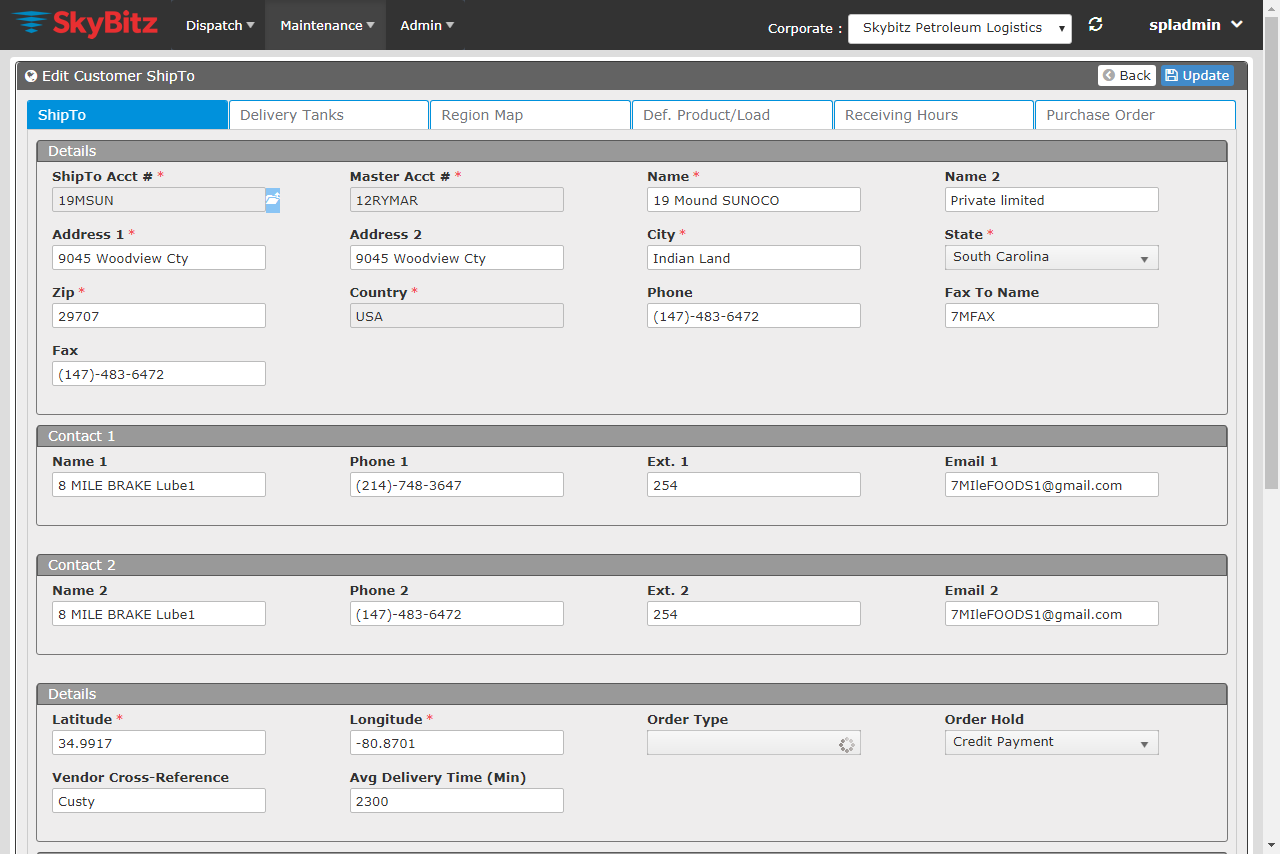 SkyBitz Dispatch Maintenance Admin Corporate : Skybitz Petroleum Logistics spladmin
Edit Customer ShipTo Back Update
ShipTo Delivery Tanks Region Map Def. Product/Load Receiving Hours Purchase Order
Details
ShipTo Acct # * Master Acct # * Name * Name 2
19MSUN 12RYMAR 19 Mound SUNOCO Private limited
Address 1 * Address 2 City * State *
9045 Woodview Cty 9045 Woodview Cty Indian Land South Carolina
Zip * Country * Phone Fax To Name
29707 USA (147)-483-6472 7MFAX
Fax
(147)-483-6472
Contact 1
Name 1 Phone 1 Ext. 1 Email 1
8 MILE BRAKE Lube1 (214)-748-3647 254 7MIleFOODS1@gmail.com
Contact 2
Name 2 Phone 2 Ext. 2 Email 2
8 MILE BRAKE Lube1 (147)-483-6472 254 7MIleFOODS1@gmail.com
Details
Latitude * Longitude * Order Type Order Hold
34.9917 -80.8701 Credit Payment
Vendor Cross-Reference Avg Delivery Time (Min)
Custy 2300